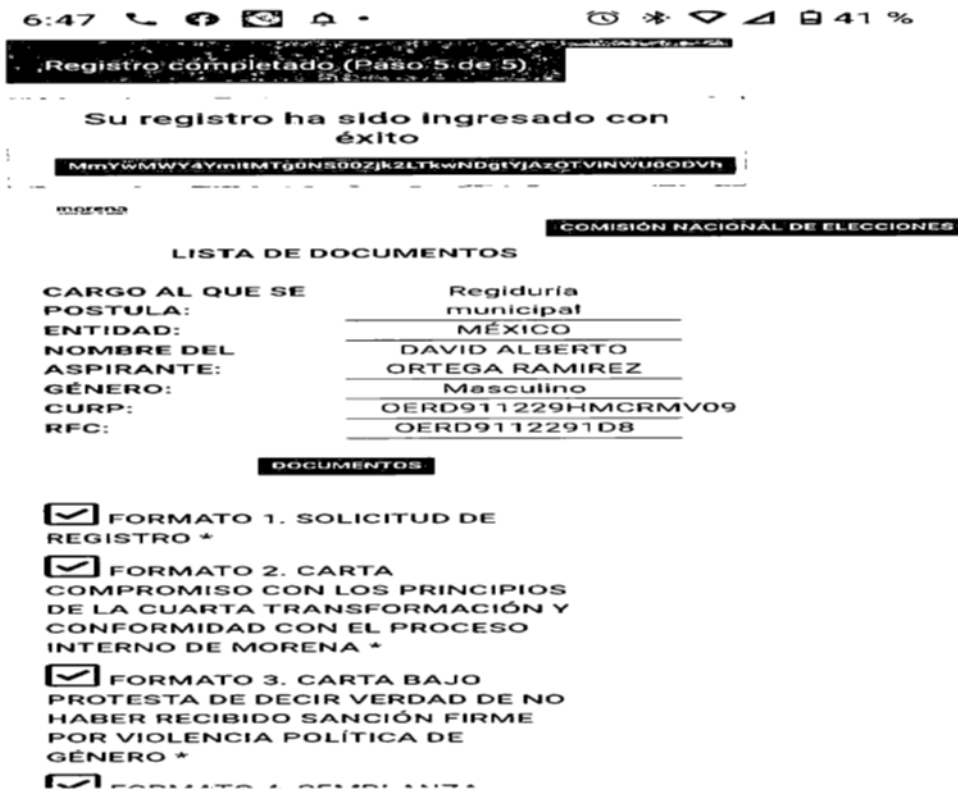 6:47 41 %
Registro completado (Paso 5 de 5)
Su registro ha sido ingresado con
éxito
morena
COMISIÓN NACIONAL DE ELECCIONES
LISTA DE DOCUMENTOS
CARGO AL QUE SE POSTULA: Regiduría municipal
ENTIDAD: MÉXICO
NOMBRE DEL ASPIRANTE: DAVID ALBERTO ORTEGA RAMIREZ
GÉNERO: Masculino
CURP: OERD911229HMCRMV09
RFC: OERD9112291D8
DOCUMENTOS
FORMATO 1. SOLICITUD DE
REGISTRO *
FORMATO 2. CARTA
COMPROMISO CON LOS PRINCIPIOS
DE LA CUARTA TRANSFORMACIÓN Y
CONFORMIDAD CON EL PROCESO
INTERNO DE MORENA *
FORMATO 3. CARTA BAJO
PROTESTA DE DECIR VERDAD DE NO
HABER RECIBIDO SANCIÓN FIRME
POR VIOLENCIA POLÍTICA DE
GÉNERO *
FORMATO 4. SEMBLANZA